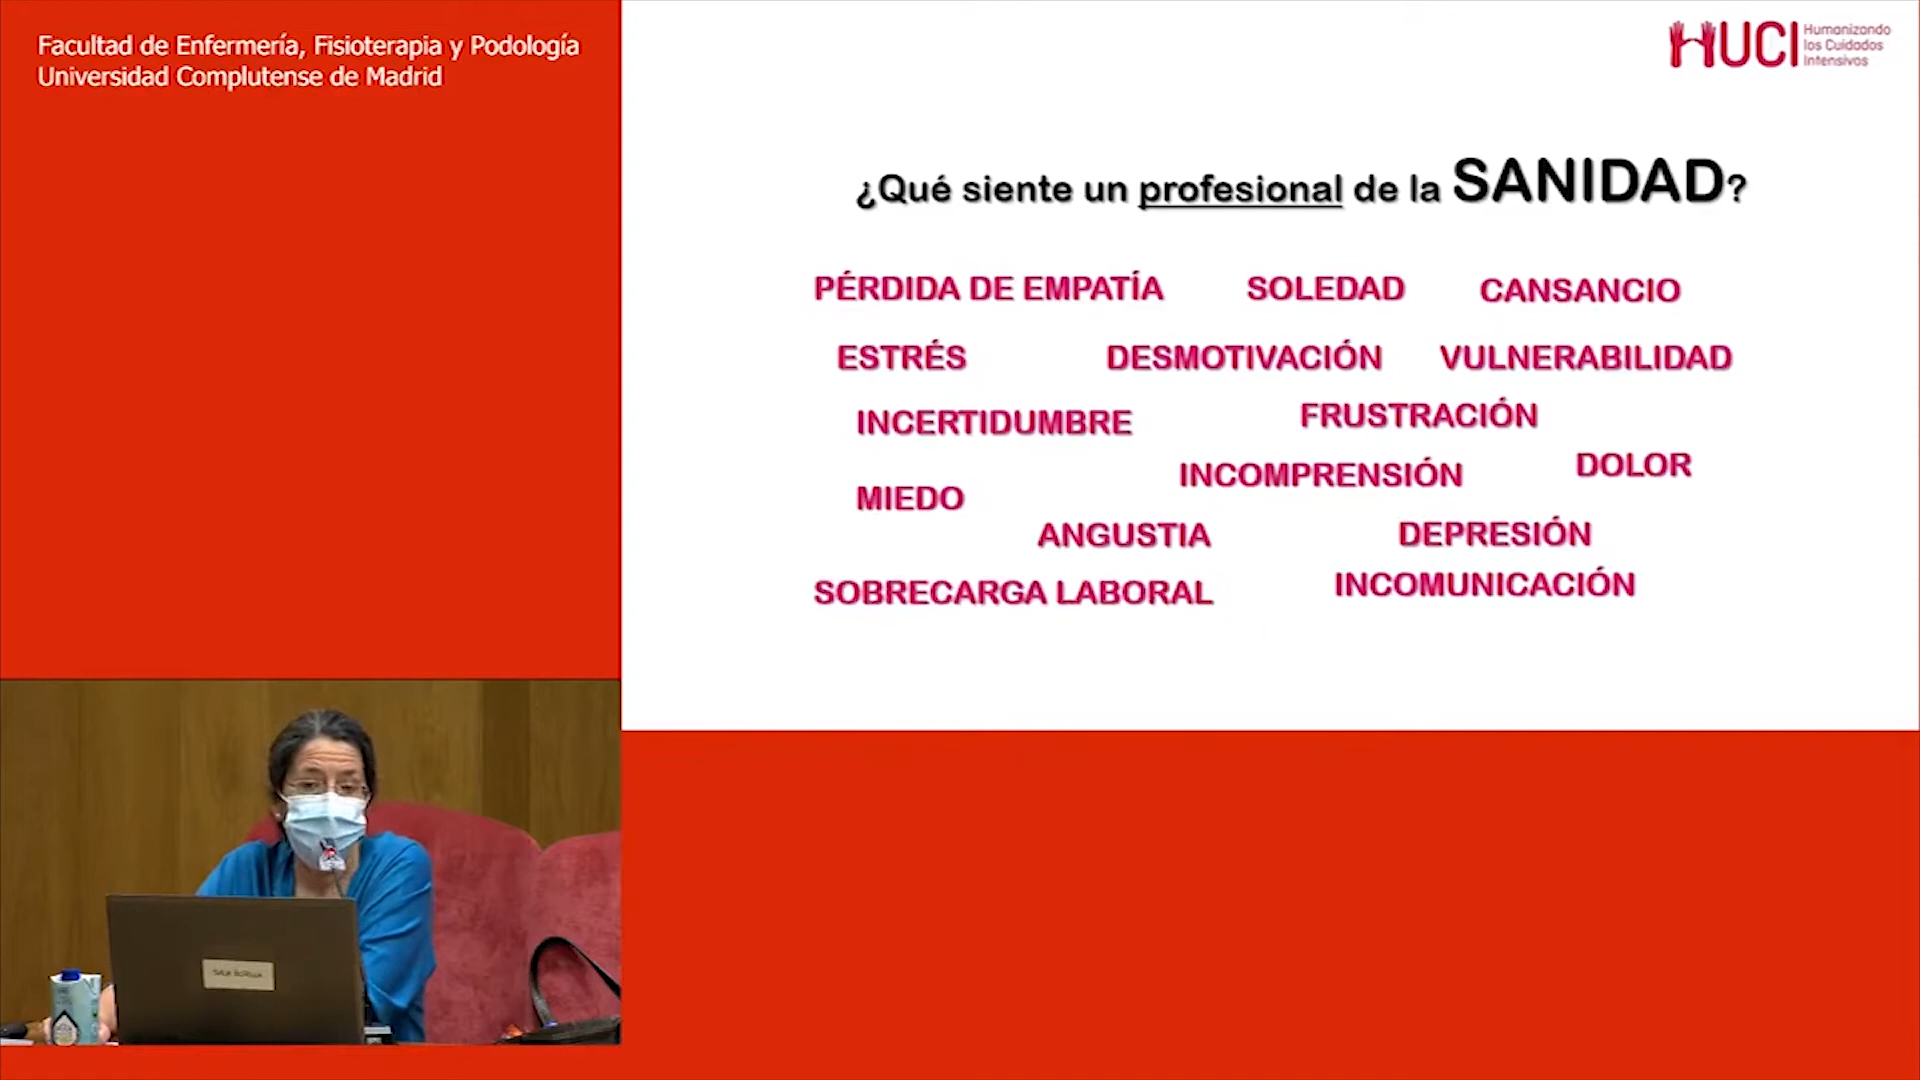 Facultad de Enfermería, Fisioterapia y Podología
Universidad Complutense de Madrid
HUCI
Humanizando
los Cuidados
Intensivos
¿Qué siente un profesional de la SANIDAD?
PÉRDIDA DE EMPATÍA SOLEDAD CANSANCIO
ESTRÉS DESMOTIVACIÓN VULNERABILIDAD
INCERTIDUMBRE FRUSTRACIÓN
INCOMPRENSIÓN DOLOR
MIEDO
ANGUSTIA DEPRESIÓN
SOBRECARGA LABORAL INCOMUNICACIÓN